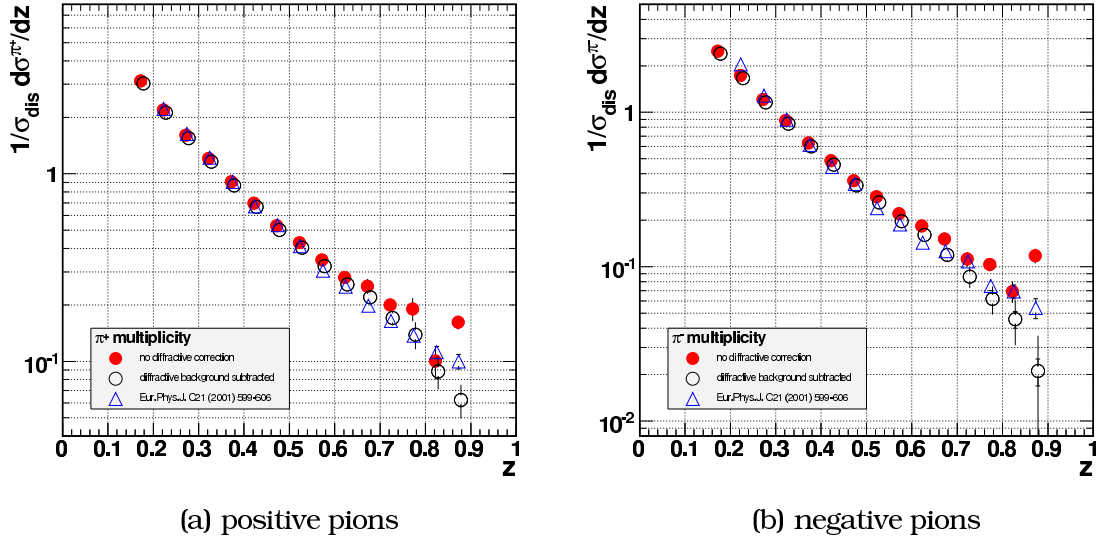 1/σdis dσπ+/dz
1
10-1
π+ multiplicity
no diffractive correction
diffractive background subtracted
Eur.Phys.J. C21 (2001) 599-606
0 0.1 0.2 0.3 0.4 0.5 0.6 0.7 0.8 0.9 1
z
(a) positive pions
1/σdis dσπ-/dz
1
10-1
10-2
π- multiplicity
no diffractive correction
diffractive background subtracted
Eur.Phys.J. C21 (2001) 599-606
0 0.1 0.2 0.3 0.4 0.5 0.6 0.7 0.8 0.9 1
z
(b) negative pions